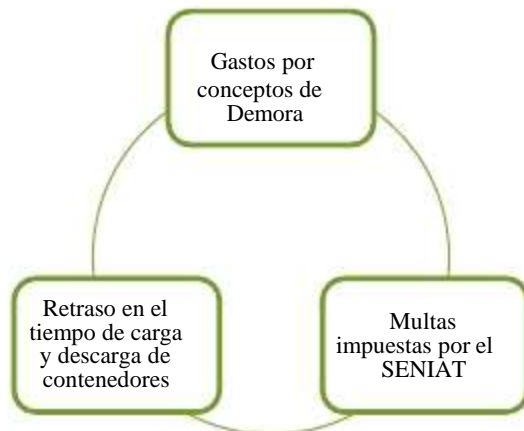 Gastos por
conceptos de
Demora
Retraso en el
tiempo de carga
y descarga de
contenedores
Multas
impuestas por el
SENIAT